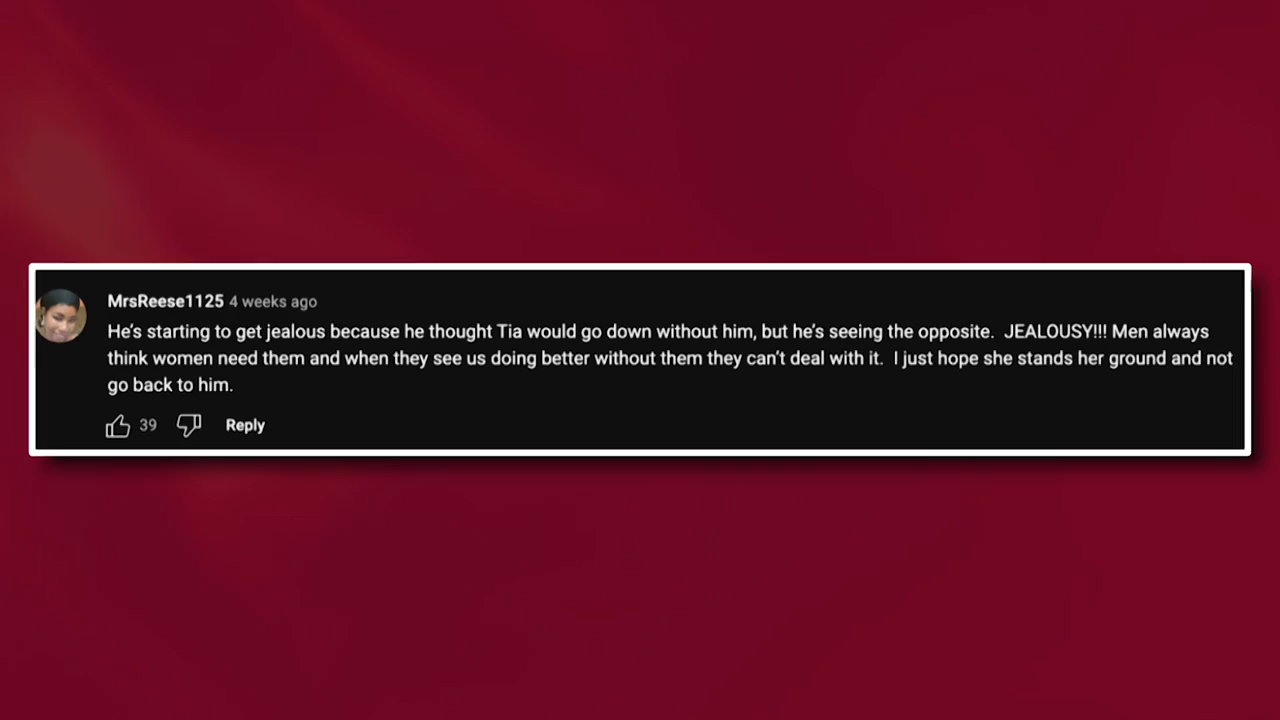 MrsReese1125 4 weeks ago
He's starting to get jealous because he thought Tia would go down without him, but he's seeing the opposite.  JEALOUSY!!! Men always
think women need them and when they see us doing better without them they can't deal with it.  I just hope she stands her ground and not
go back to him.
39 Reply